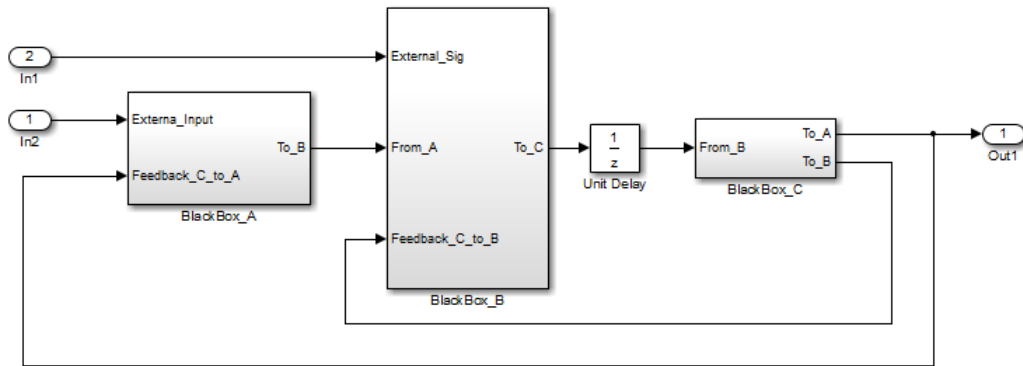 2
In1
External_Sig
1
In2
Externa_Input
Feedback_C_to_A
To_B
BlackBox_A
From_A
To_C
Feedback_C_to_B
BlackBox_B
1
z
Unit Delay
From_B
To_A
To_B
BlackBox_C
1
Out1